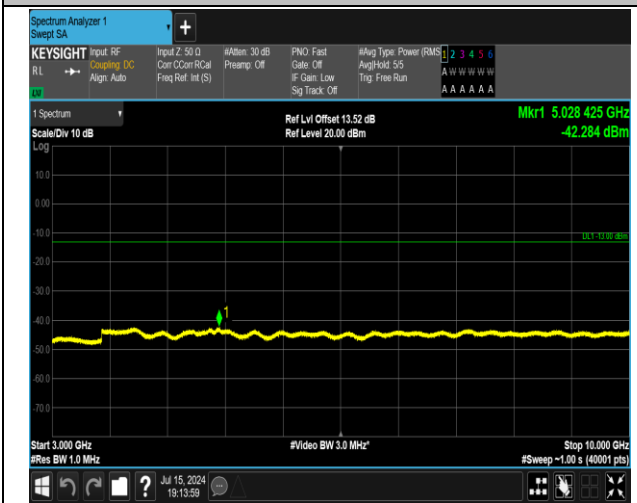 Spectrum Analyzer 1
Swept SA
+
KEYSIGHT
RL
LXI
Input: RF
Coupling: DC
Align: Auto
Input Z: 50 Ω
Corr CCorr RCal
Freq Ref: Int (S)
#Atten: 30 dB
Preamp: Off
PNO: Fast
Gate: Off
IF Gain: Low
Sig Track: Off
#Avg Type: Power (RMS
Avg|Hold: 5/5
Trig: Free Run
1 2 3 4 5 6
A W W W W W
A A A A A A
1 Spectrum
Scale/Div 10 dB
Log
Ref Lvl Offset 13.52 dB
Ref Level 20.00 dBm
Mkr1 5.028 425 GHz
-42.284 dBm
10.0
0.00
-10.0
DL1 -13.00 dBm
-20.0
-30.0
1
-40.0
-50.0
-60.0
-70.0
Start 3.000 GHz
#Video BW 3.0 MHz*
Stop 10.000 GHz
#Res BW 1.0 MHz
#Sweep ~1.00 s (40001 pts)
?
Jul 15, 2024
19:13:59